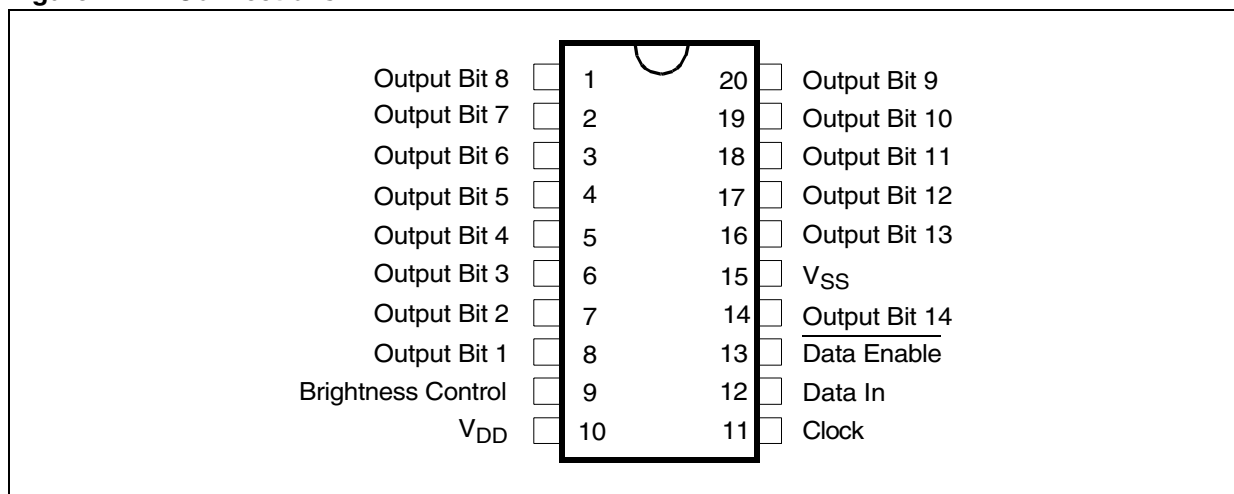 Output Bit 8 1 20 Output Bit 9
Output Bit 7 2 19 Output Bit 10
Output Bit 6 3 18 Output Bit 11
Output Bit 5 4 17 Output Bit 12
Output Bit 4 5 16 Output Bit 13
Output Bit 3 6 15 VSS
Output Bit 2 7 14 Output Bit 14
Output Bit 1 8 13 Data Enable
Brightness Control 9 12 Data In
VDD 10 11 Clock